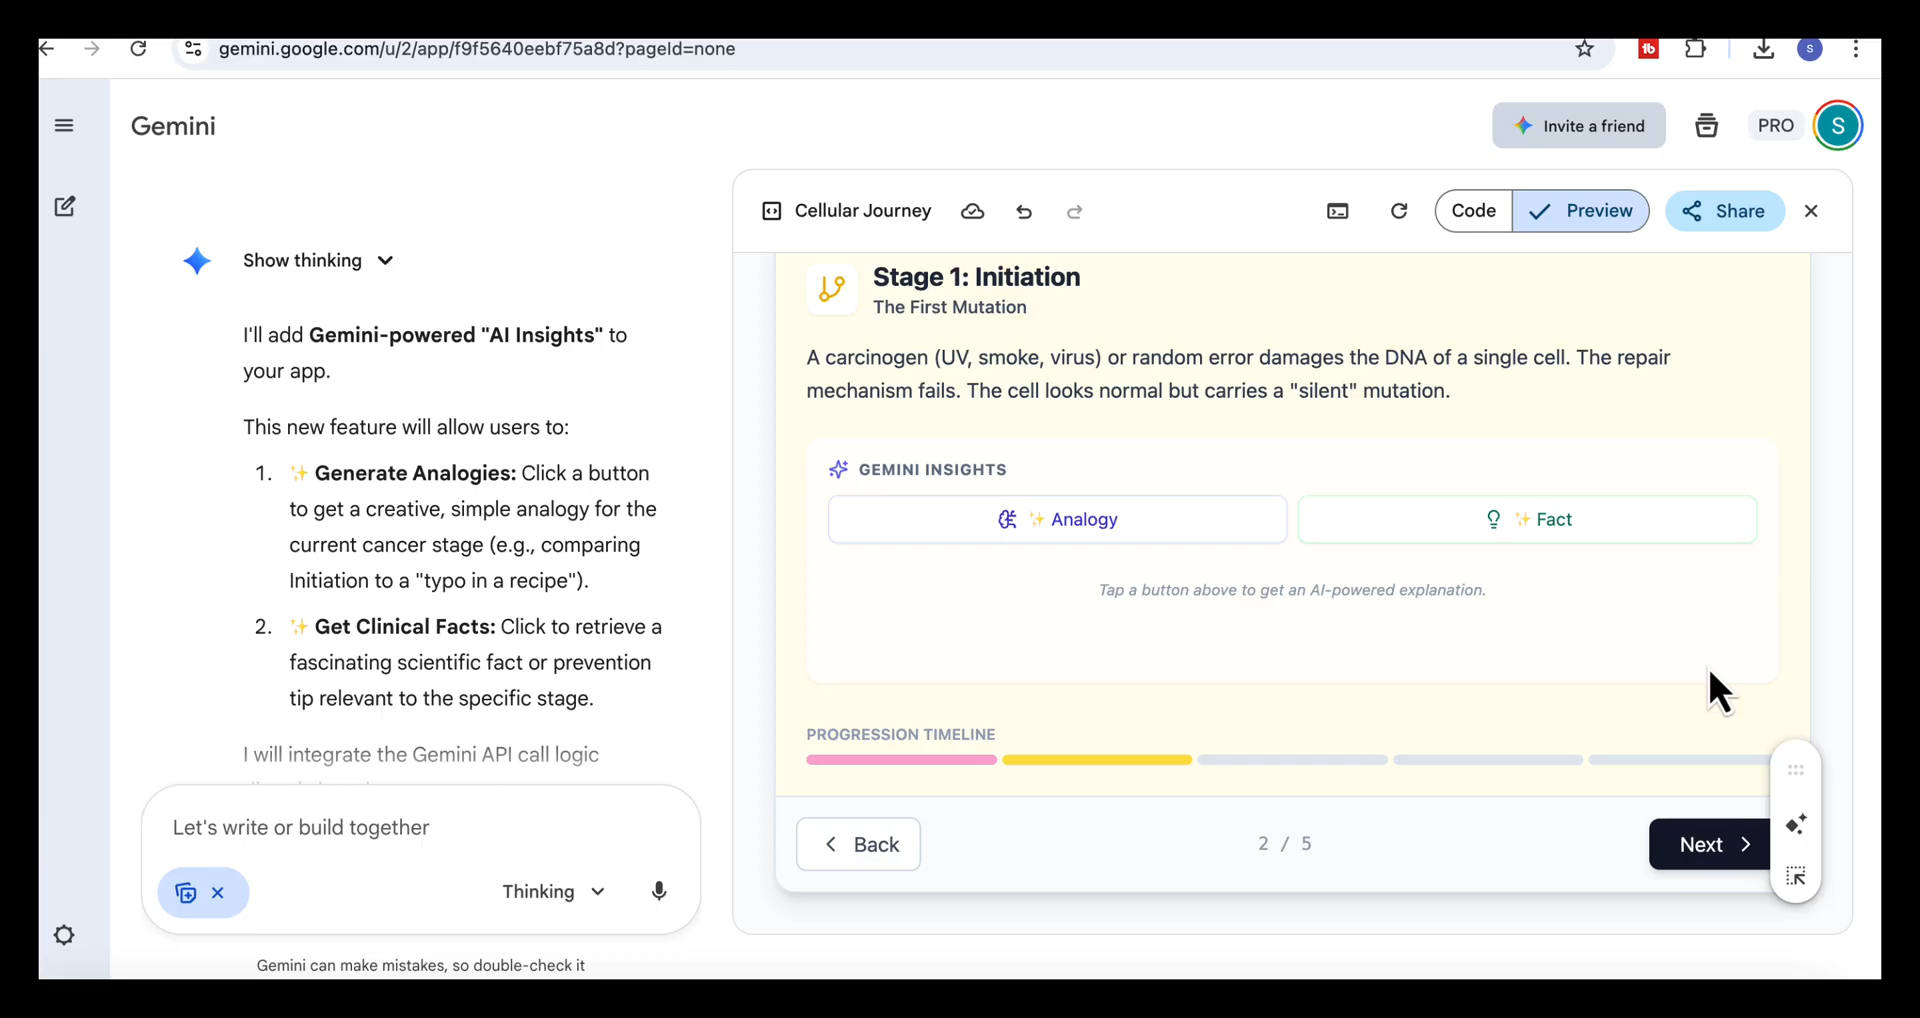 gemini.google.com/u/2/app/f9f5640eebf75a8d?pageId=none
1b
S
Gemini
Invite a friend
PRO
S
Show thinking
I'll add Gemini-powered "AI Insights" to
your app.
This new feature will allow users to:
1. ✨ Generate Analogies: Click a button
to get a creative, simple analogy for the
current cancer stage (e.g., comparing
Initiation to a "typo in a recipe").
2. ✨ Get Clinical Facts: Click to retrieve a
fascinating scientific fact or prevention
tip relevant to the specific stage.
I will integrate the Gemini API call logic
Let's write or build together
Thinking
Gemini can make mistakes, so double-check it
Cellular Journey
Code
Preview
Share
Stage 1: Initiation
The First Mutation
A carcinogen (UV, smoke, virus) or random error damages the DNA of a single cell. The repair
mechanism fails. The cell looks normal but carries a "silent" mutation.
GEMINI INSIGHTS
✨ Analogy
✨ Fact
Tap a button above to get an AI-powered explanation.
PROGRESSION TIMELINE
Back
2 / 5
Next